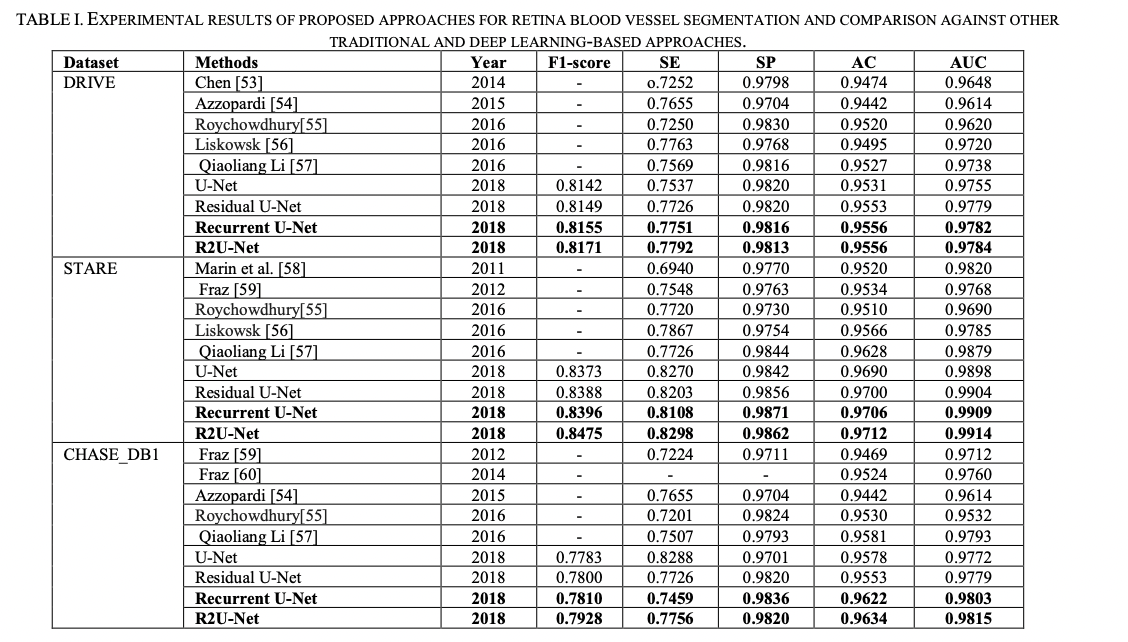 TABLE I. EXPERIMENTAL RESULTS OF PROPOSED APPROACHES FOR RETINA BLOOD VESSEL SEGMENTATION AND COMPARISON AGAINST OTHER
TRADITIONAL AND DEEP LEARNING-BASED APPROACHES.
Dataset Methods Year F1-score SE SP AC AUC
DRIVE Chen [53] 2014 - o.7252 0.9798 0.9474 0.9648
Azzopardi [54] 2015 - 0.7655 0.9704 0.9442 0.9614
Roychowdhury[55] 2016 - 0.7250 0.9830 0.9520 0.9620
Liskowsk [56] 2016 - 0.7763 0.9768 0.9495 0.9720
Qiaoliang Li [57] 2016 - 0.7569 0.9816 0.9527 0.9738
U-Net 2018 0.8142 0.7537 0.9820 0.9531 0.9755
Residual U-Net 2018 0.8149 0.7726 0.9820 0.9553 0.9779
Recurrent U-Net 2018 0.8155 0.7751 0.9816 0.9556 0.9782
R2U-Net 2018 0.8171 0.7792 0.9813 0.9556 0.9784
STARE Marin et al. [58] 2011 - 0.6940 0.9770 0.9520 0.9820
Fraz [59] 2012 - 0.7548 0.9763 0.9534 0.9768
Roychowdhury[55] 2016 - 0.7720 0.9730 0.9510 0.9690
Liskowsk [56] 2016 - 0.7867 0.9754 0.9566 0.9785
Qiaoliang Li [57] 2016 - 0.7726 0.9844 0.9628 0.9879
U-Net 2018 0.8373 0.8270 0.9842 0.9690 0.9898
Residual U-Net 2018 0.8388 0.8203 0.9856 0.9700 0.9904
Recurrent U-Net 2018 0.8396 0.8108 0.9871 0.9706 0.9909
R2U-Net 2018 0.8475 0.8298 0.9862 0.9712 0.9914
CHASE_DB1 Fraz [59] 2012 - 0.7224 0.9711 0.9469 0.9712
Fraz [60] 2014 - - - 0.9524 0.9760
Azzopardi [54] 2015 - 0.7655 0.9704 0.9442 0.9614
Roychowdhury[55] 2016 - 0.7201 0.9824 0.9530 0.9532
Qiaoliang Li [57] 2016 - 0.7507 0.9793 0.9581 0.9793
U-Net 2018 0.7783 0.8288 0.9701 0.9578 0.9772
Residual U-Net 2018 0.7800 0.7726 0.9820 0.9553 0.9779
Recurrent U-Net 2018 0.7810 0.7459 0.9836 0.9622 0.9803
R2U-Net 2018 0.7928 0.7756 0.9820 0.9634 0.9815